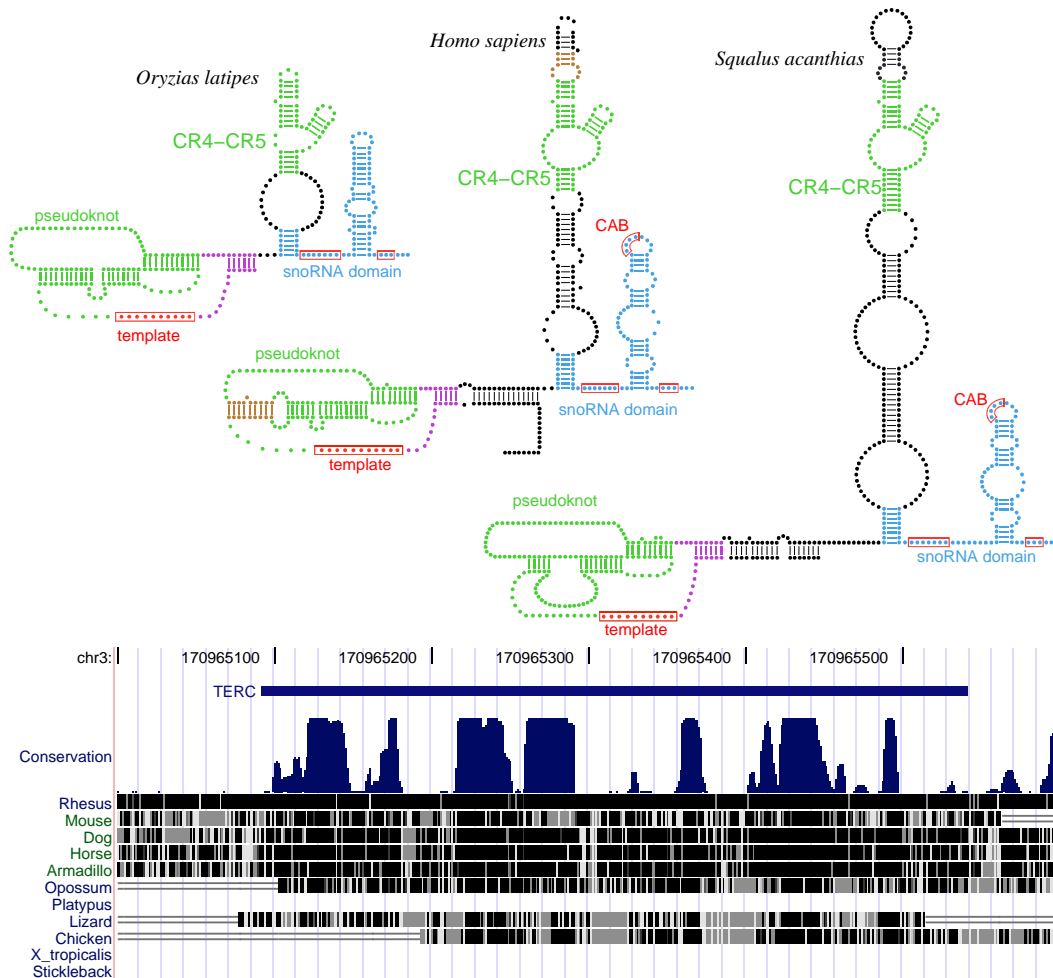 Homo sapiens
Squalus acanthias
Oryzias latipes
CR4–CR5
CR4–CR5
CR4–CR5
pseudoknot
CAB
snoRNA domain
template
pseudoknot
CAB
snoRNA domain
template
pseudoknot
snoRNA domain
template
chr3: 170965100 170965200 170965300 170965400 170965500
TERC
Conservation
Rhesus
Mouse
Dog
Horse
Armadillo
Opossum
Platypus
Lizard
Chicken
X_tropicalis
Stickleback